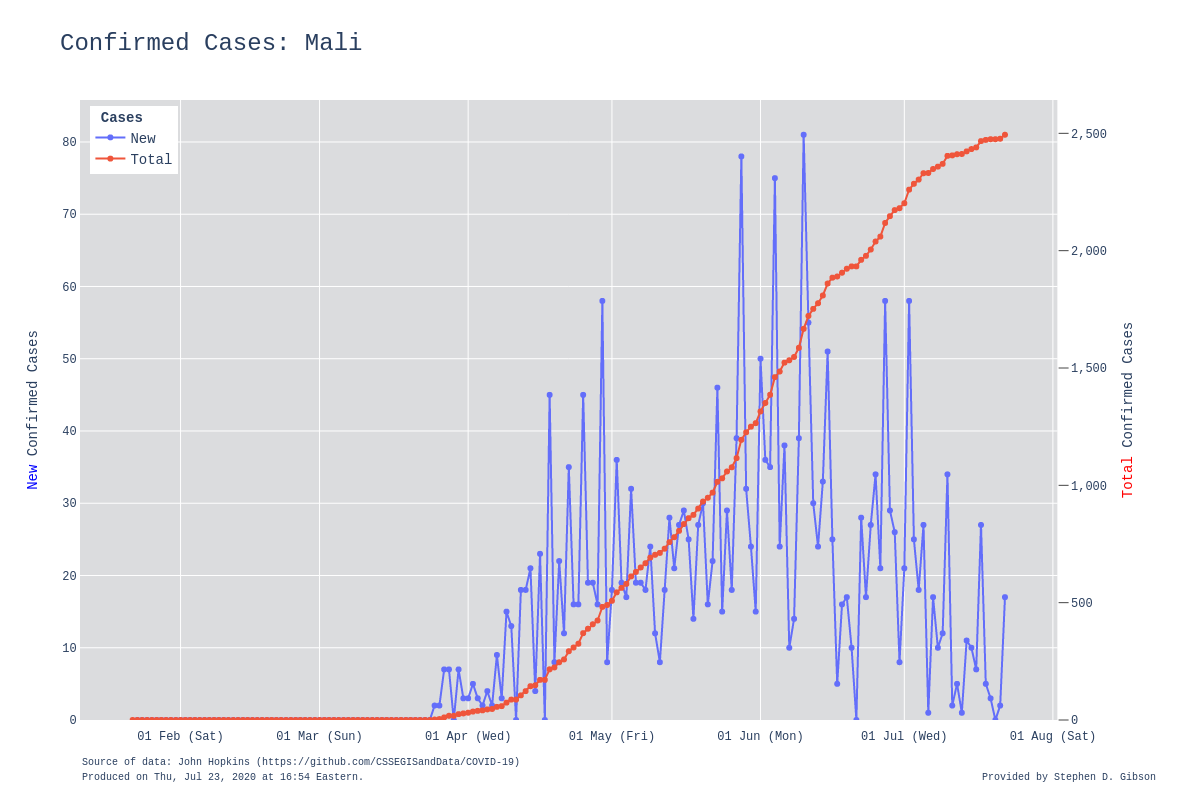 Confirmed Cases: Mali
Cases
New
Total
80
70
60
50
40
30
20
10
0
2,500
2,000
1,500
1,000
500
0
New Confirmed Cases
Total Confirmed Cases
01 Feb (Sat)
01 Mar (Sun)
01 Apr (Wed)
01 May (Fri)
01 Jun (Mon)
01 Jul (Wed)
01 Aug (Sat)
Source of data: John Hopkins (https://github.com/CSSEGISandData/COVID-19)
Produced on Thu, Jul 23, 2020 at 16:54 Eastern.
Provided by Stephen D. Gibson